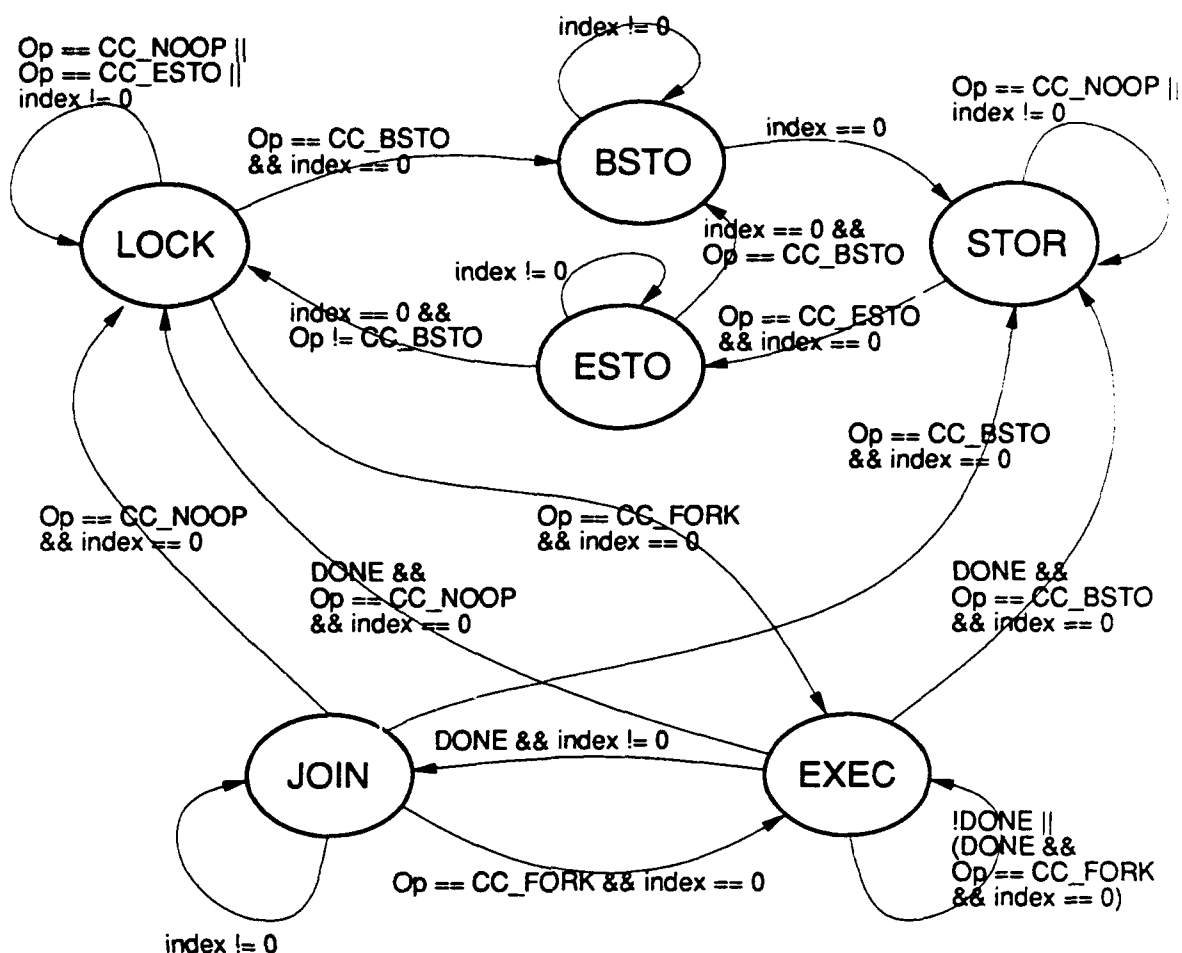 index != 0
Op == CC_NOOP ||
Op == CC_ESTO ||
index != 0
Op == CC_NOOP ||
index != 0
Op == CC_BSTO
&& index == 0
index == 0
BSTO
LOCK
STOR
index == 0 &&
Op == CC_BSTO
index != 0
index == 0 &&
Op != CC_BSTO
Op == CC_ESTO
&& index == 0
ESTO
Op == CC_BSTO
&& index == 0
Op == CC_NOOP
&& index == 0
Op == CC_FORK
&& index == 0
DONE &&
Op == CC_NOOP
&& index == 0
DONE &&
Op == CC_BSTO
&& index == 0
DONE && index != 0
JOIN
EXEC
!DONE ||
(DONE &&
Op == CC_FORK
&& index == 0)
Op == CC_FORK && index == 0
index != 0